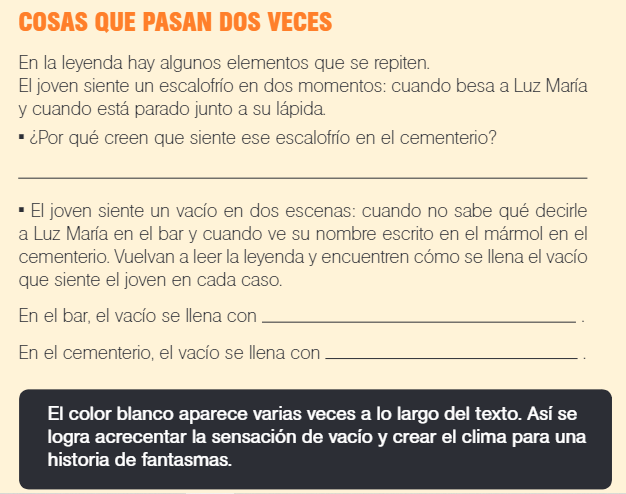 COSAS QUE PASAN DOS VECES
En la leyenda hay algunos elementos que se repiten.
El joven siente un escalofrío en dos momentos: cuando besa a Luz María
y cuando está parado junto a su lápida.
▪ ¿Por qué creen que siente ese escalofrío en el cementerio?
▪ El joven siente un vacío en dos escenas: cuando no sabe qué decirle
a Luz María en el bar y cuando ve su nombre escrito en el mármol en el
cementerio. Vuelvan a leer la leyenda y encuentren cómo se llena el vacío
que siente el joven en cada caso.
En el bar, el vacío se llena con ______________________________ .
En el cementerio, el vacío se llena con ________________________ .
El color blanco aparece varias veces a lo largo del texto. Así se
logra acrecentar la sensación de vacío y crear el clima para una
historia de fantasmas.